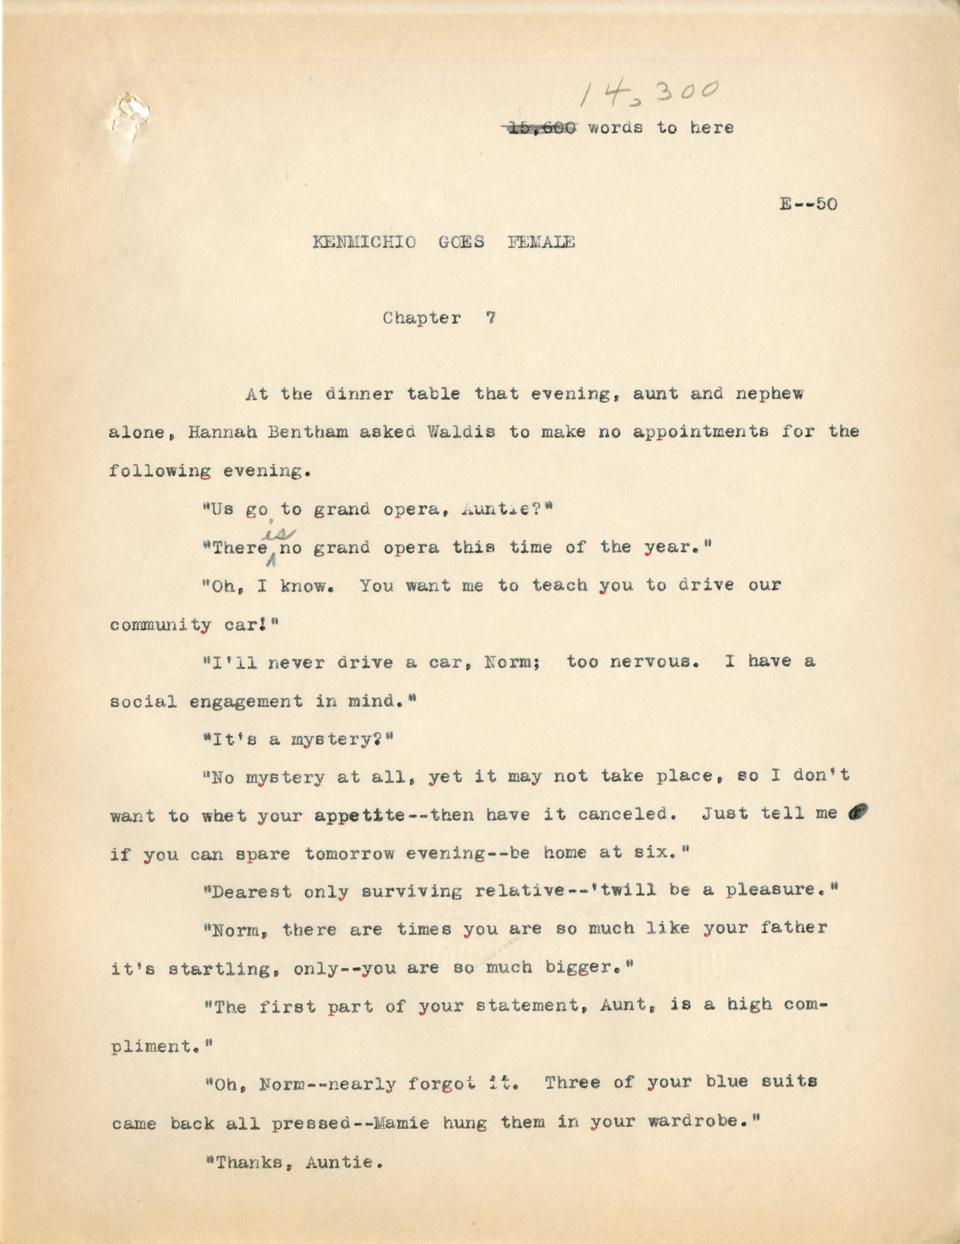 14,300
15,600 words to here
E--50
KENMICHIO GOES FEMALE
Chapter 7
At the dinner table that evening, aunt and nephew
alone, Hannah Bentham asked Waldis to make no appointments for the
following evening.
"Us go to grand opera, Auntie?"
is
"There no grand opera this time of the year."
"Oh, I know. You want me to teach you to drive our
community car!"
"I'll never drive a car, Norm; too nervous. I have a
social engagement in mind."
"It's a mystery?"
"No mystery at all, yet it may not take place, so I don't
want to whet your appetite--then have it canceled. Just tell me
if you can spare tomorrow evening--be home at six."
"Dearest only surviving relative--'twill be a pleasure."
"Norm, there are times you are so much like your father
it's startling, only--you are so much bigger."
"The first part of your statement, Aunt, is a high com-
pliment."
"Oh, Norm--nearly forgot it. Three of your blue suits
came back all pressed--Mamie hung them in your wardrobe."
"Thanks, Auntie.